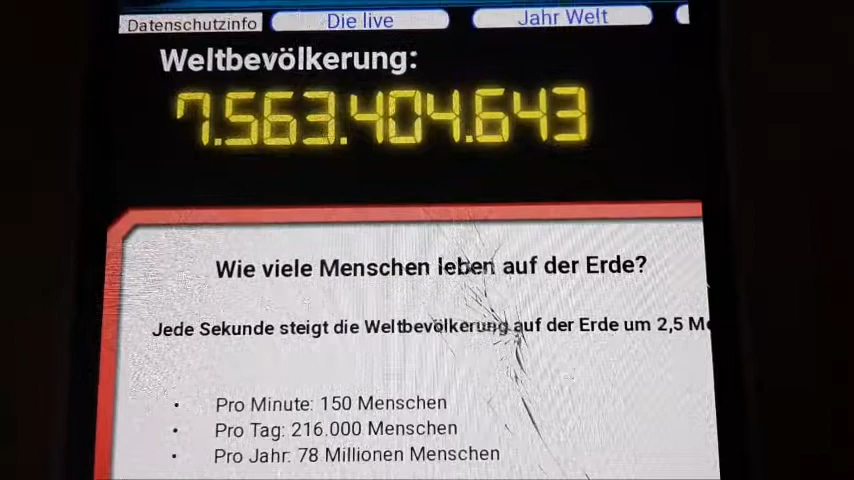 Datenschutzinfo
Die live
Jahr Welt
Weltbevölkerung:
7.563.404.643
Wie viele Menschen leben auf der Erde?
Jede Sekunde steigt die Weltbevölkerung auf der Erde um 2,5
• Pro Minute: 150 Menschen
• Pro Tag: 216.000 Menschen
• Pro Jahr: 78 Millionen Menschen